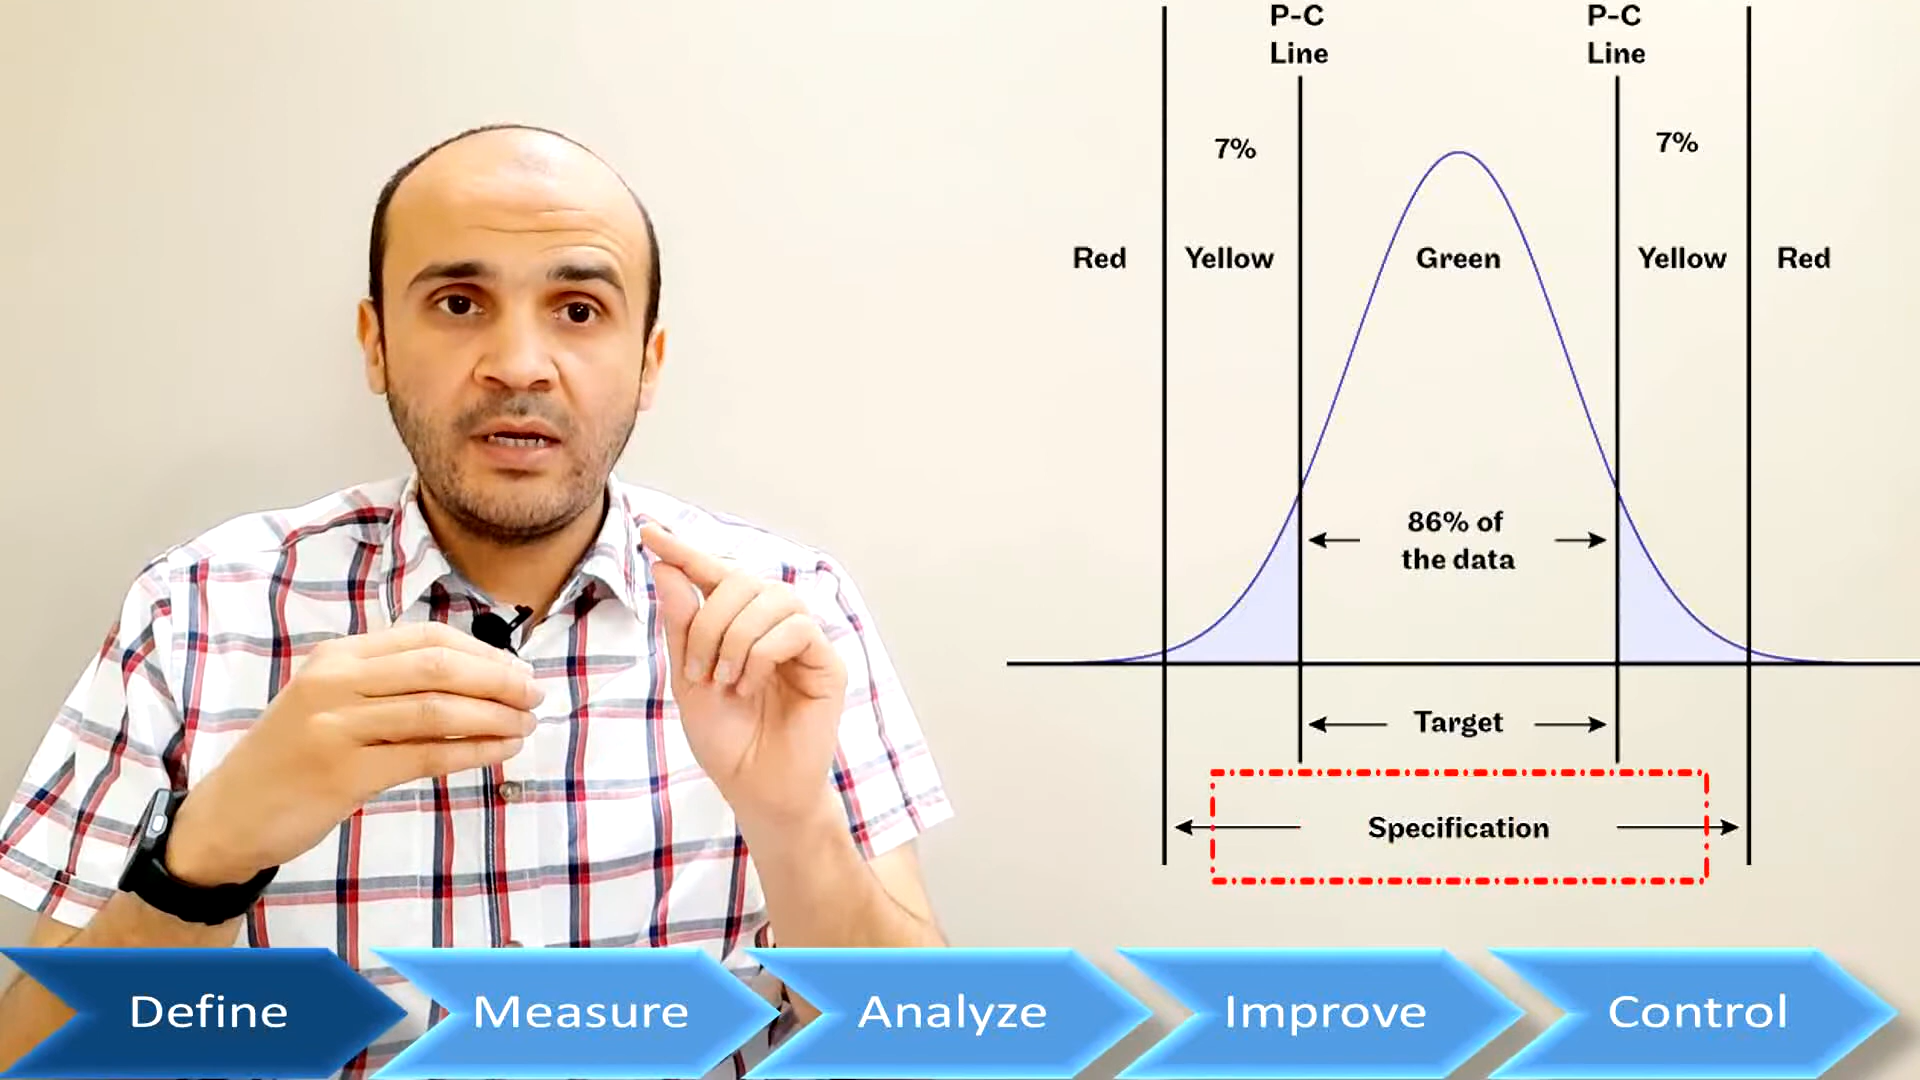 P-C
Line
P-C
Line
7%
7%
Red
Yellow
Green
Yellow
Red
86% of
the data
Target
Specification
Define
Measure
Analyze
Improve
Control